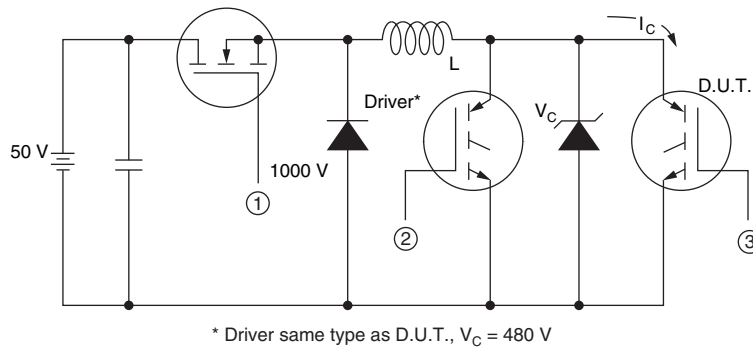 I_C
L
D.U.T.
Driver*
V_C
50 V
1000 V
①
②
③
* Driver same type as D.U.T., V_C = 480 V